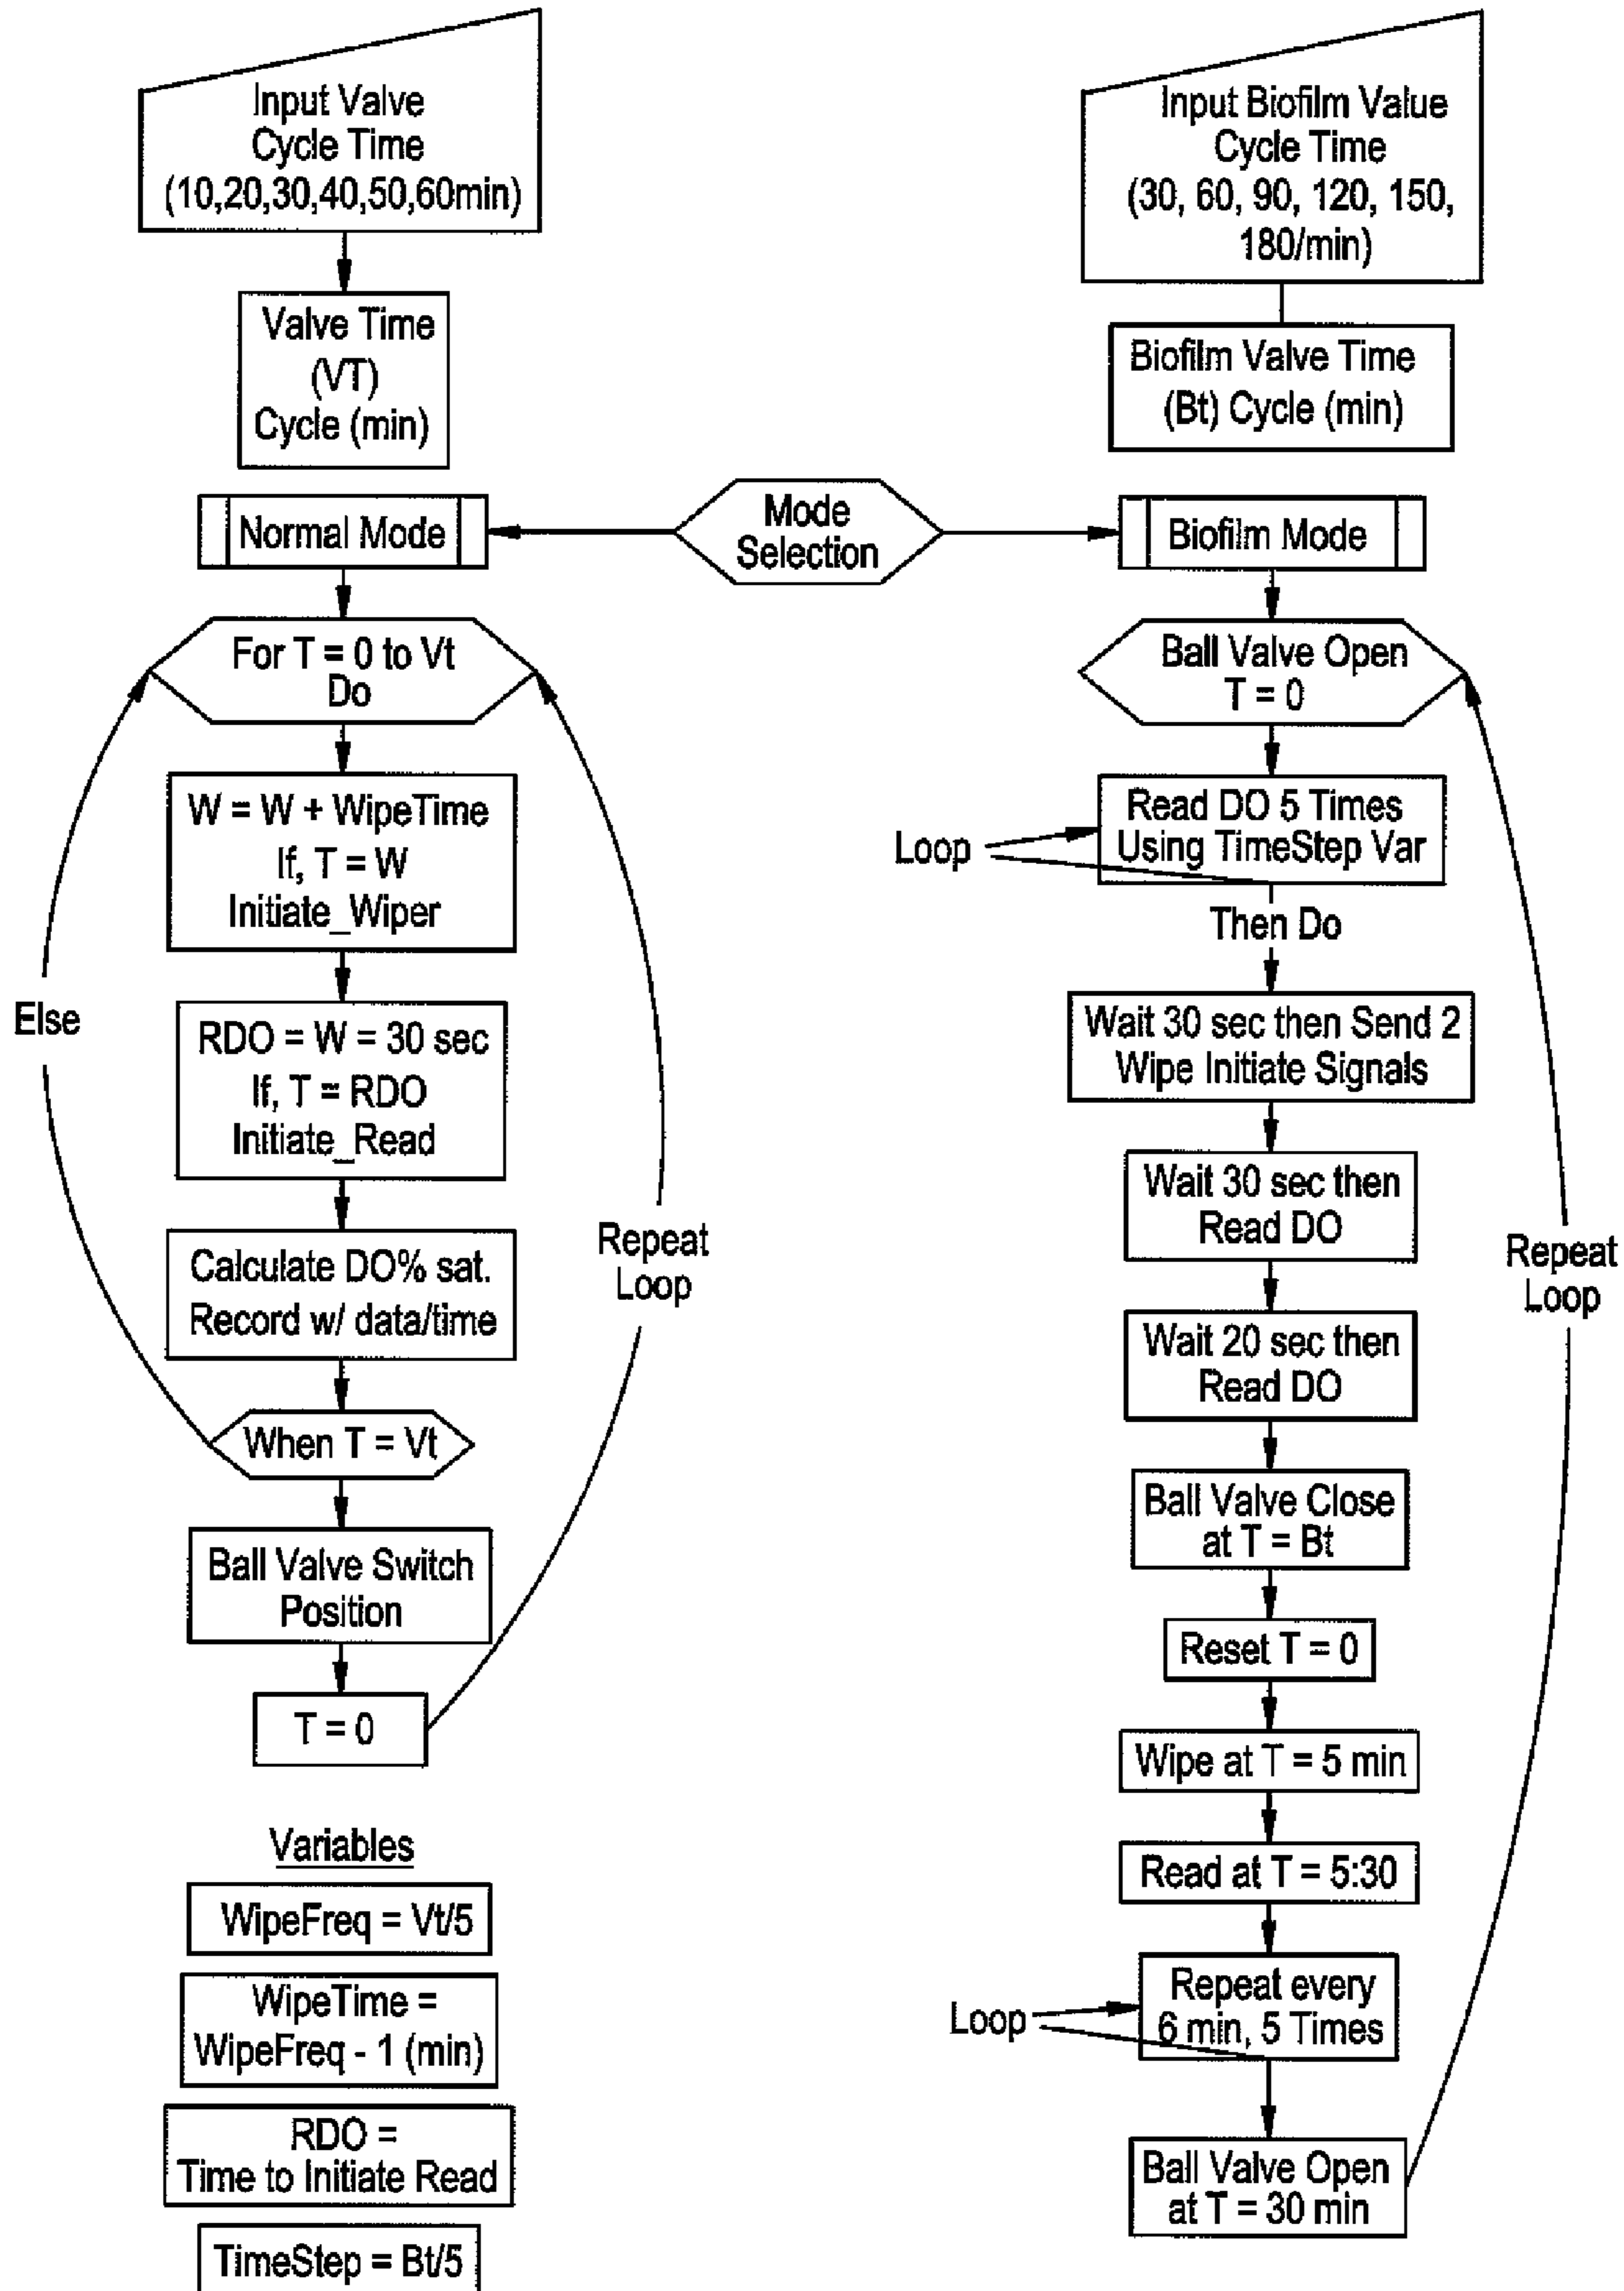 Input Valve
Cycle Time
(10,20,30,40,50,60min)
Valve Time
(VT)
Cycle (min)
Input Biofilm Value
Cycle Time
(30, 60, 90, 120, 150,
180/min)
Biofilm Valve Time
(Bt) Cycle (min)
Mode
Selection
Normal Mode
For T = 0 to Vt
Do
W = W + WipeTime
If, T = W
Initiate_Wiper
RDO = W = 30 sec
If, T = RDO
Initiate_Read
Calculate DO% sat.
Record w/ data/time
When T = Vt
Ball Valve Switch
Position
T = 0
Else
Repeat
Loop
Variables
WipeFreq = Vt/5
WipeTime =
WipeFreq - 1 (min)
RDO =
Time to Initiate Read
TimeStep = Bt/5
Biofilm Mode
Ball Valve Open
T = 0
Loop
Read DO 5 Times
Using TimeStep Var
Then Do
Wait 30 sec then Send 2
Wipe Initiate Signals
Wait 30 sec then
Read DO
Wait 20 sec then
Read DO
Ball Valve Close
at T = Bt
Reset T = 0
Wipe at T = 5 min
Read at T = 5:30
Loop
Repeat every
6 min, 5 Times
Ball Valve Open
at T = 30 min
Repeat
Loop